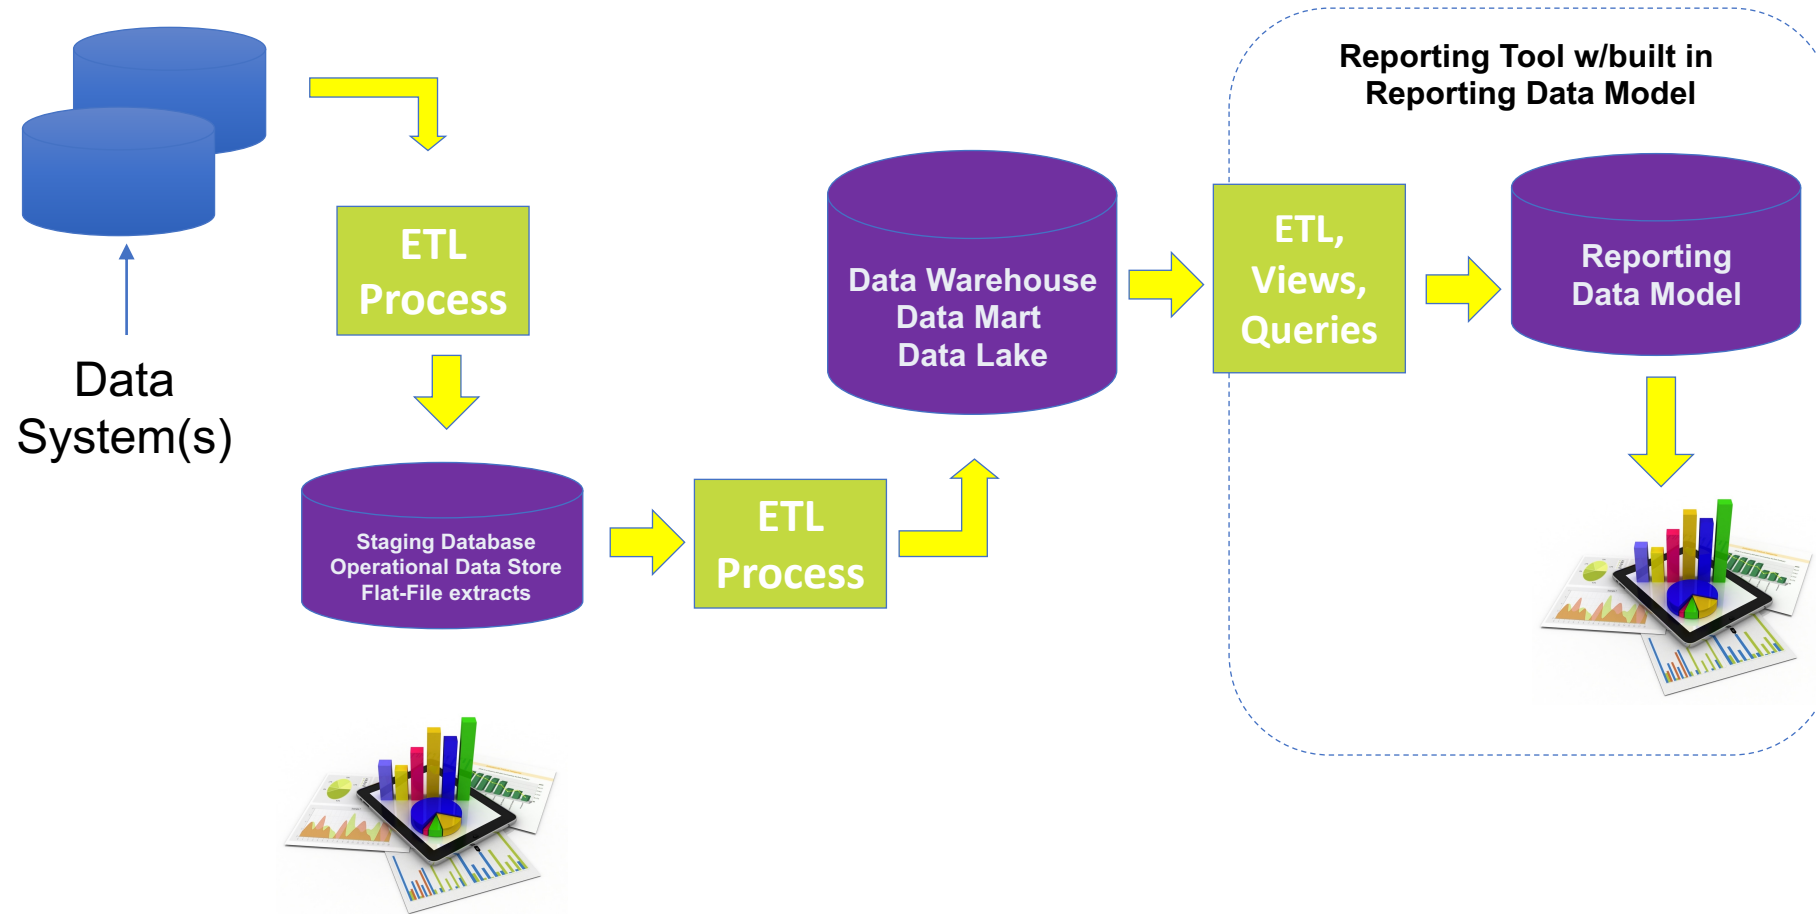 Reporting Tool w/built in
Reporting Data Model
ETL
Process
Data
System(s)
Staging Database
Operational Data Store
Flat-File extracts
ETL
Process
Data Warehouse
Data Mart
Data Lake
ETL,
Views,
Queries
Reporting
Data Model